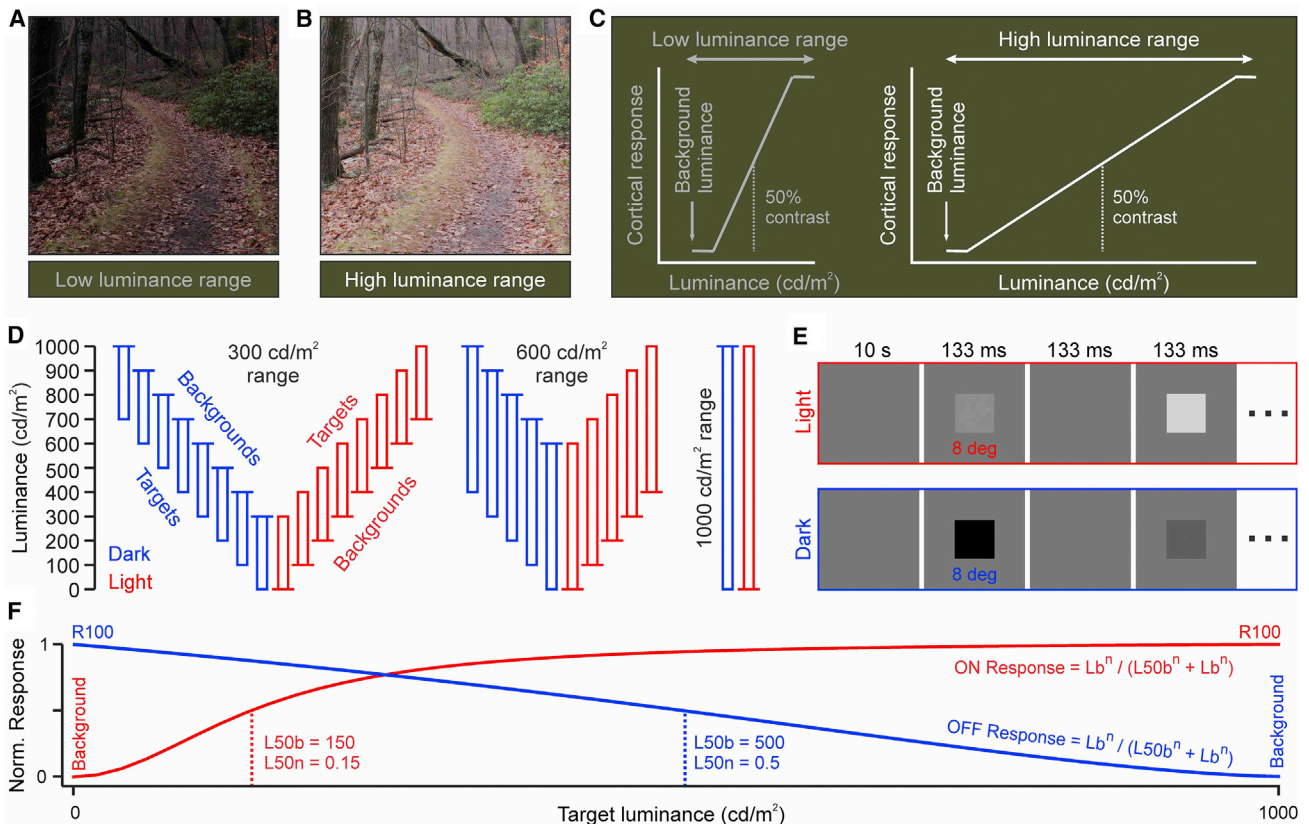 A
Low luminance range
B
High luminance range
C
Low luminance range
Cortical response
Background
luminance
50%
contrast
Luminance (cd/m²)
High luminance range
Cortical response
Background
luminance
50%
contrast
Luminance (cd/m²)
D
Luminance (cd/m²)
1000
900
800
700
600
500
400
300
200
100
0
300 cd/m²
range
Backgrounds
Targets
Targets
Backgrounds
Dark
Light
600 cd/m²
range
1000 cd/m² range
E
10 s
133 ms
133 ms
133 ms
Light
8 deg
Dark
8 deg
F
Norm. Response
1
0
R100
Background
L50b = 150
L50n = 0.15
L50b = 500
L50n = 0.5
R100
ON Response = Lbⁿ / (L50bⁿ + Lbⁿ)
OFF Response = Lbⁿ / (L50bⁿ + Lbⁿ)
Background
0
Target luminance (cd/m²)
1000